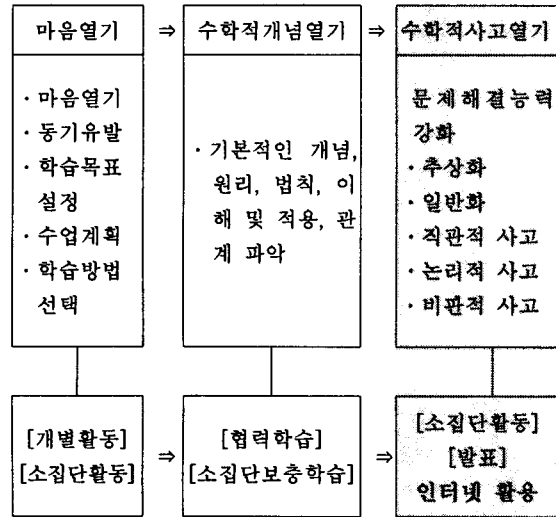 마음열기 ⇒ 수학적개념열기 ⇒ 수학적사고열기
· 마음열기
· 동기유발
· 학습목표
설정
· 수업계획
· 학습방법
선택
· 기본적인 개념,
원리, 법칙, 이
해 및 적용, 관
계 파악
문제해결능력
강화
· 추상화
· 일반화
· 직관적 사고
· 논리적 사고
· 비판적 사고
[개별활동]
[소집단활동]
⇒
[협력학습]
[소집단보충학습]
⇒
[소집단활동]
[발표]
인터넷 활용